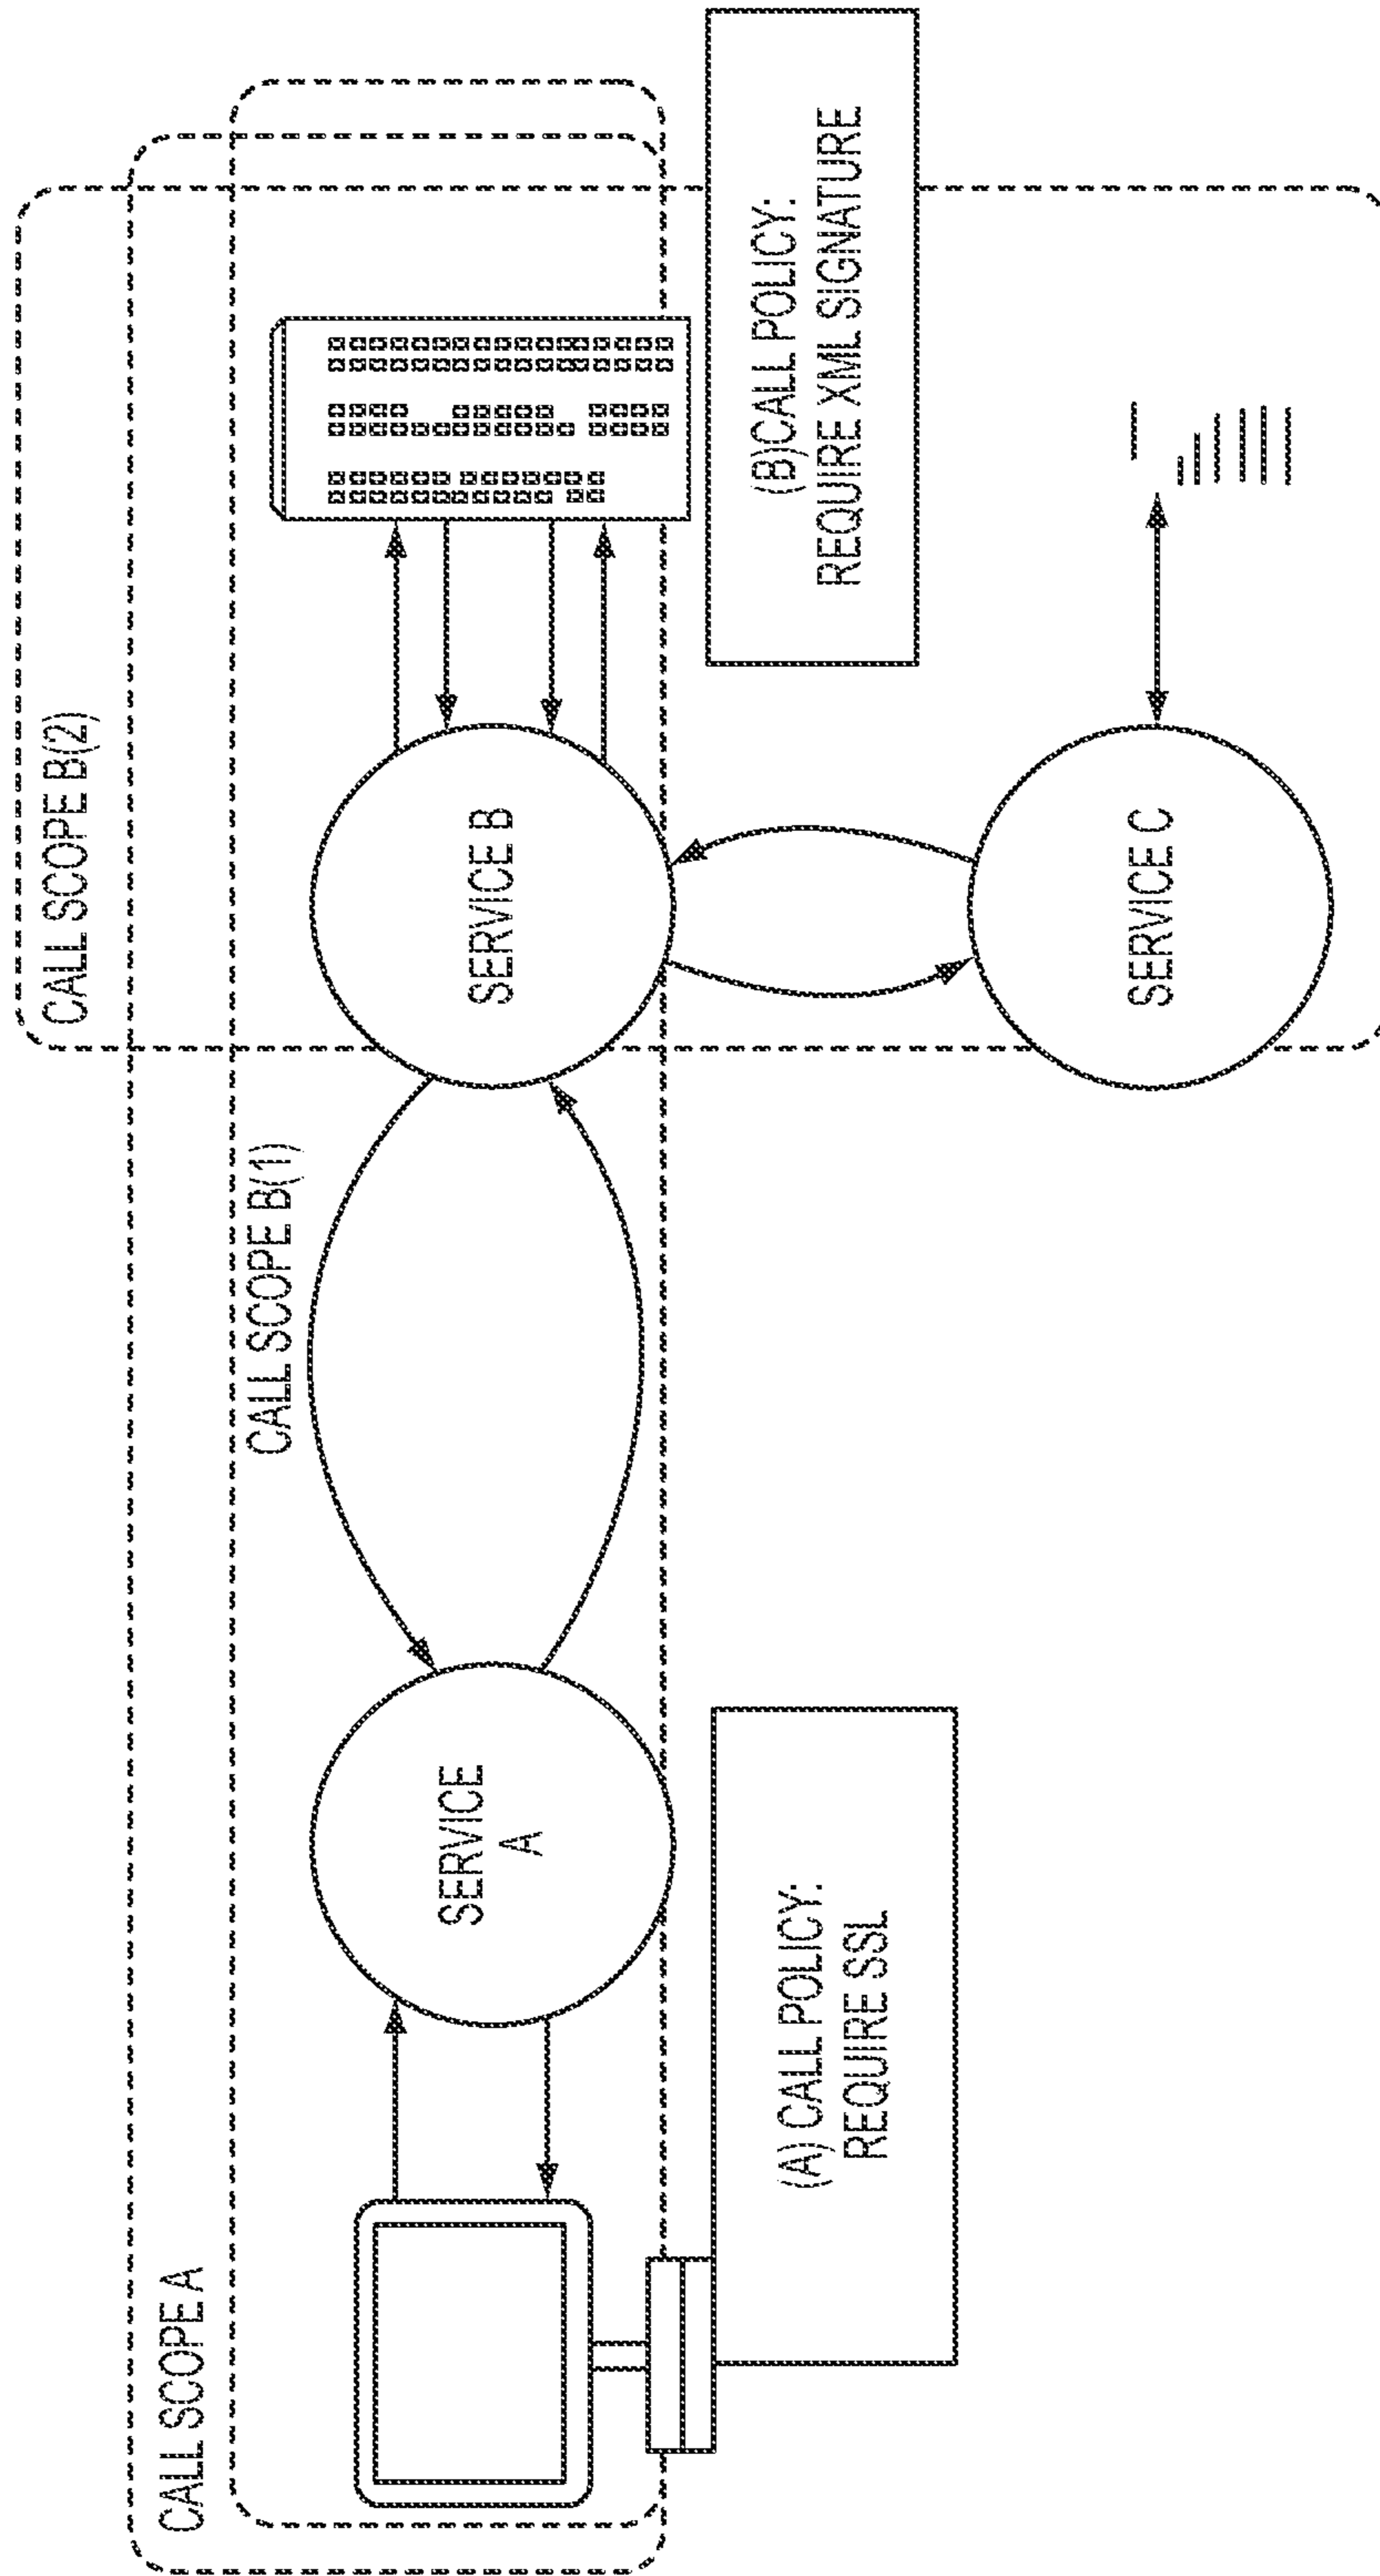 CALL SCOPE B(2)
CALL SCOPE A
CALL SCOPE B(1)
SERVICE
A
SERVICE B
(A) CALL POLICY:
REQUIRE SSL
(B)CALL POLICY:
REQUIRE XML SIGNATURE
SERVICE C